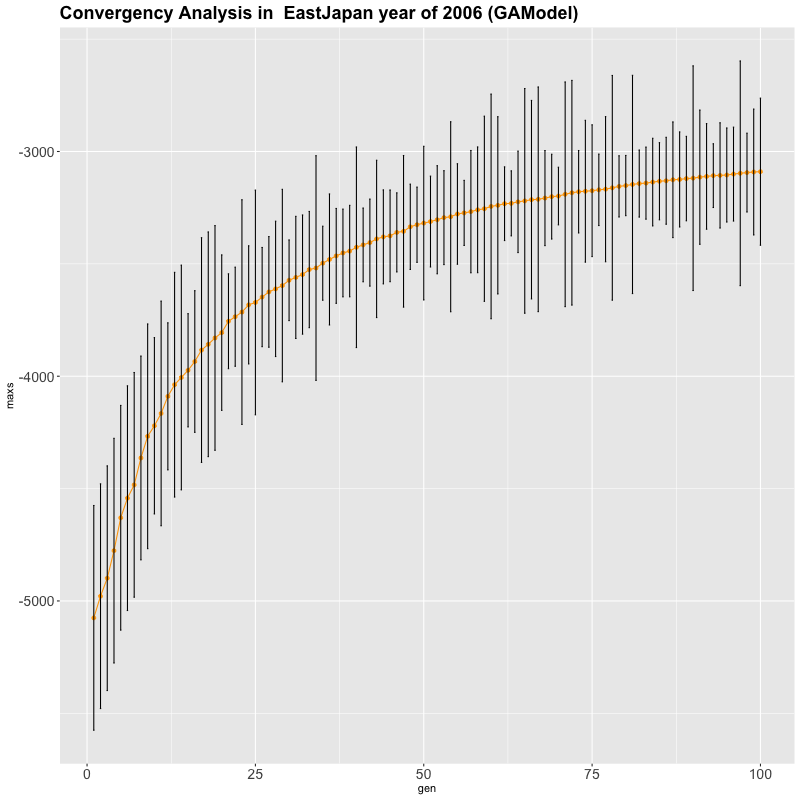 Convergency Analysis in  EastJapan year of 2006 (GAModel)
-3000
-4000
-5000
maxs
0 25 50 75 100
gen